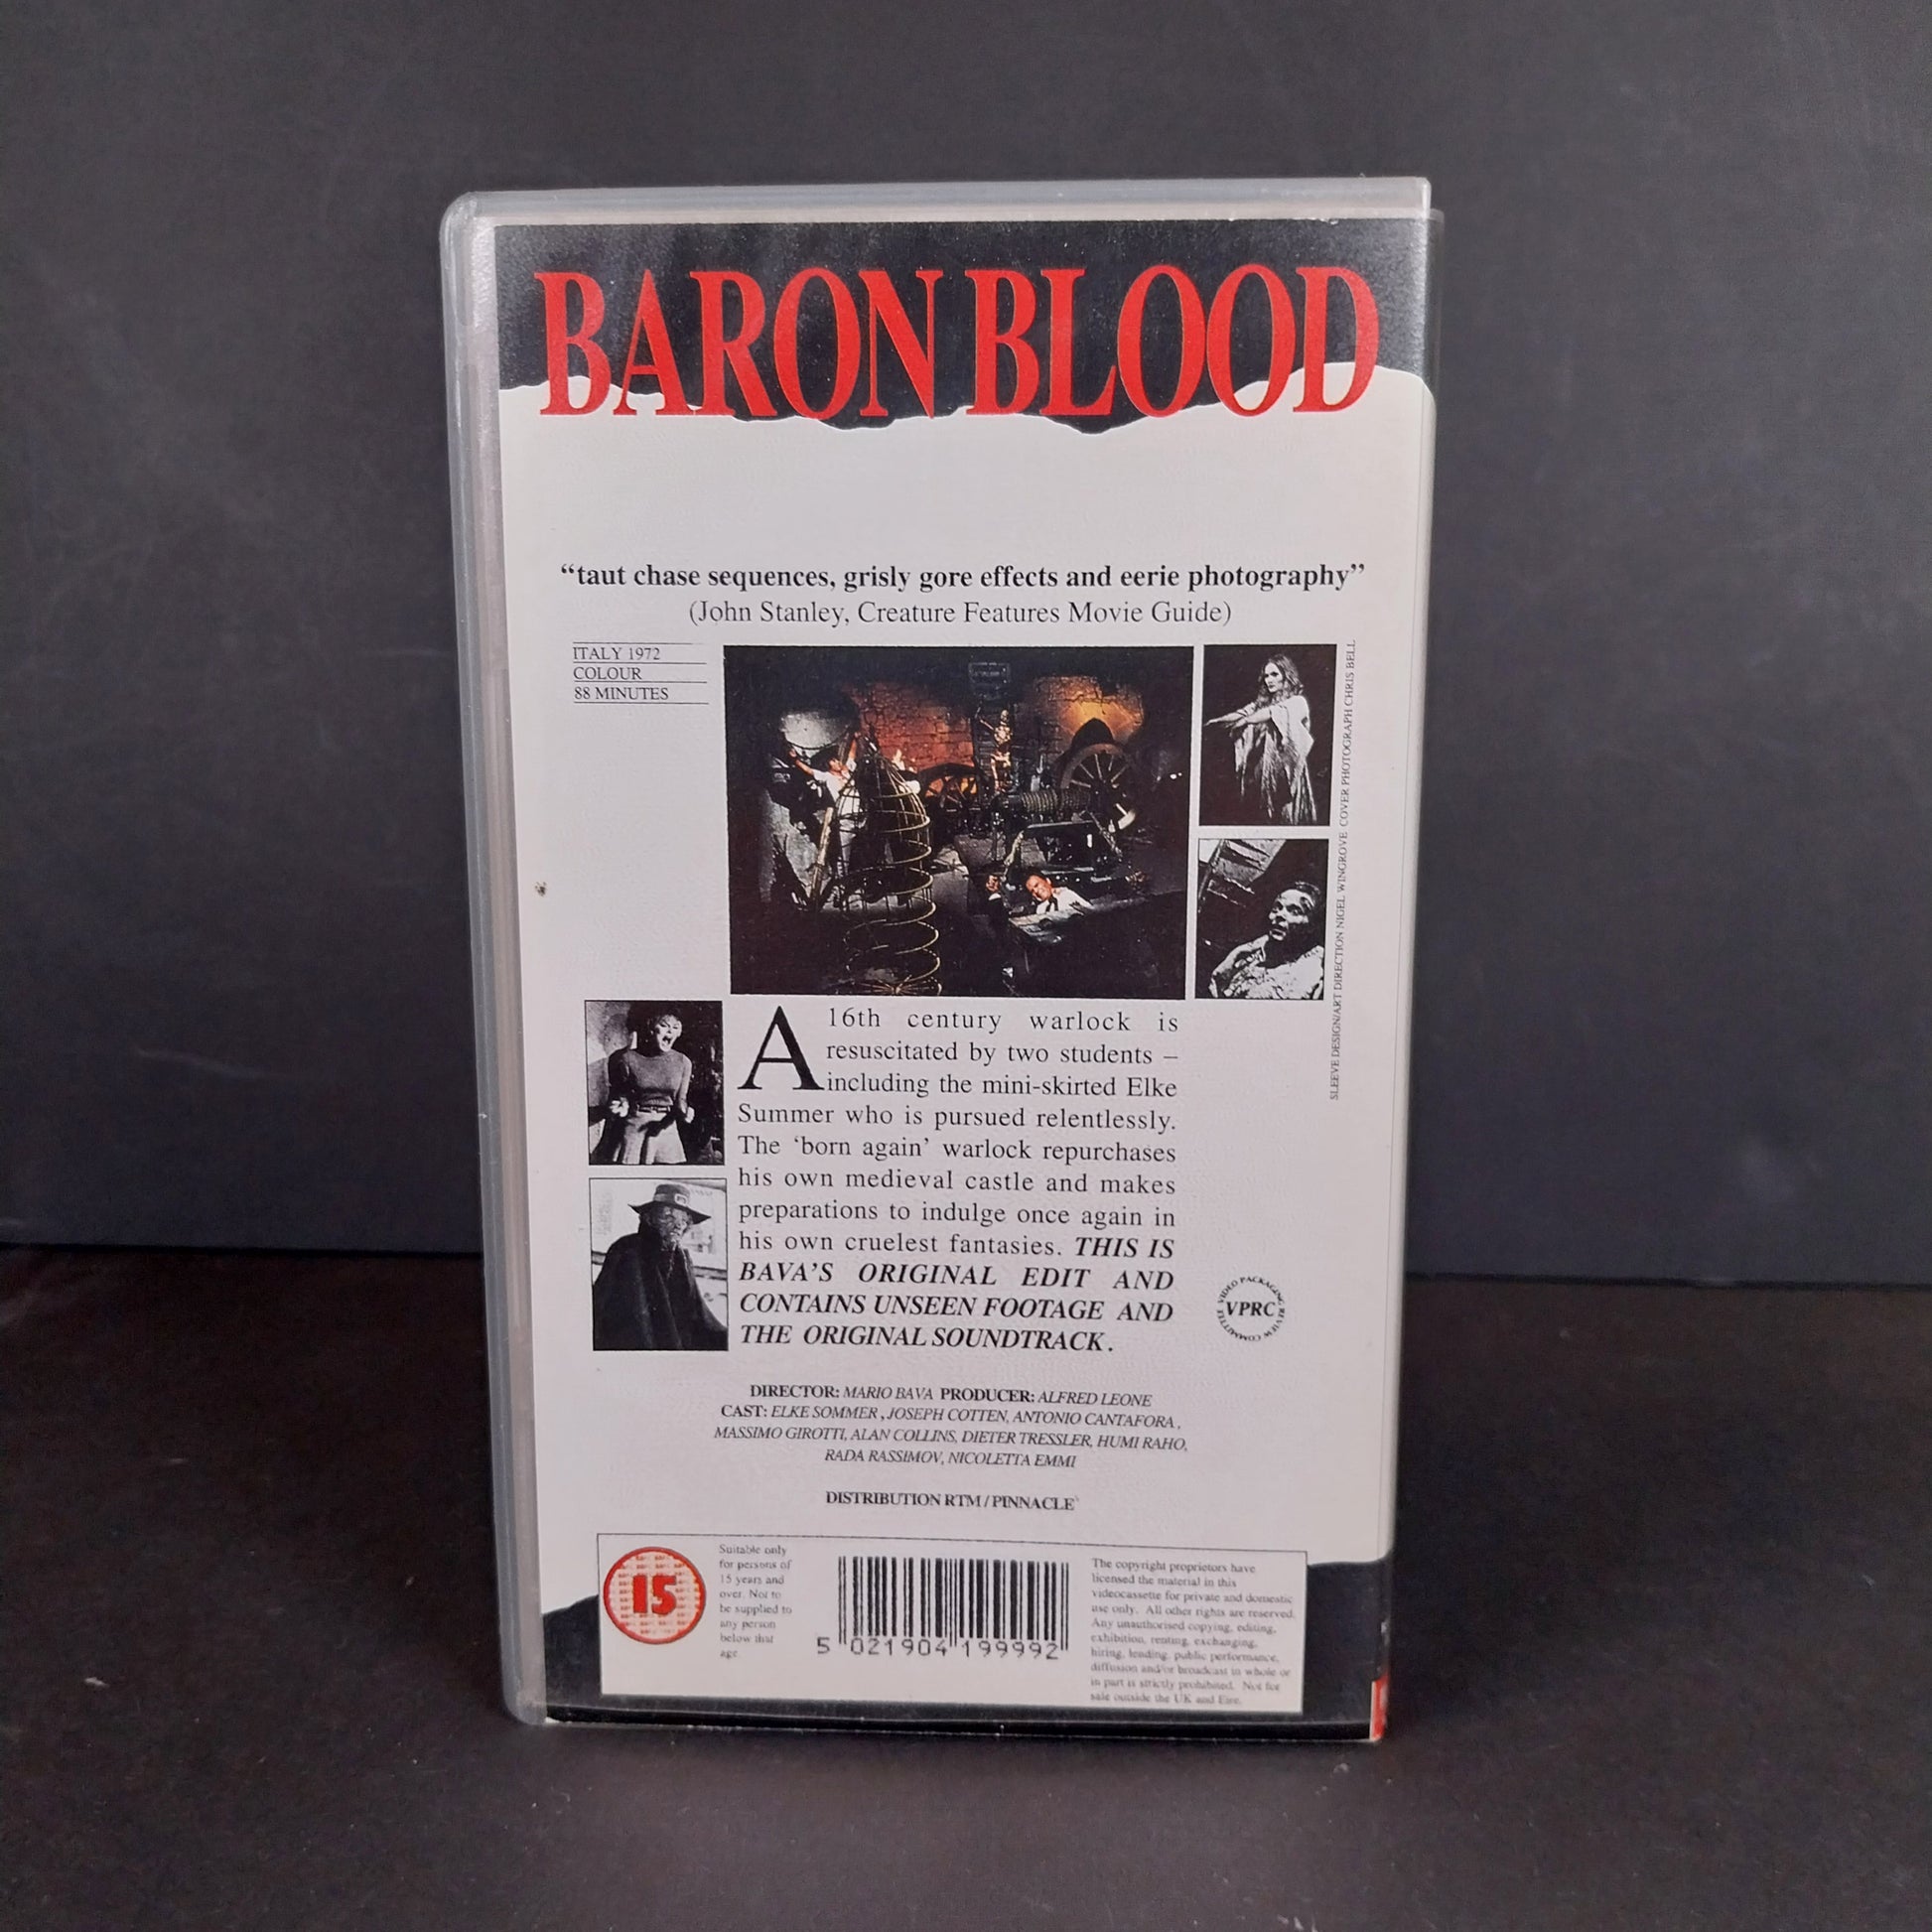 BARON BLOOD
“taut chase sequences, grisly gore effects and eerie photography”
(John Stanley, Creature Features Movie Guide)
ITALY 1972
COLOUR
88 MINUTES
SLEEVE DESIGN/ART DIRECTION NIGEL WINGROVE COVER PHOTOGRAPH CHRIS BELL
A 16th century warlock is
resuscitated by two students –
including the mini-skirted Elke
Summer who is pursued relentlessly.
The ‘born again’ warlock repurchases
his own medieval castle and makes
preparations to indulge once again in
his own cruelest fantasies. THIS IS
BAVA’S ORIGINAL EDIT AND
CONTAINS UNSEEN FOOTAGE AND
THE ORIGINAL SOUNDTRACK.
VIDEO PACKAGING REVIEW COMMITTEE
VPRC
DIRECTOR: MARIO BAVA PRODUCER: ALFRED LEONE
CAST: ELKE SOMMER, JOSEPH COTTEN, ANTONIO CANTAFORA,
MASSIMO GIROTTI, ALAN COLLINS, DIETER TRESSLER, HUMI RAHO,
RADA RASSIMOV, NICOLETTA EMMI
DISTRIBUTION RTM/PINNACLE
15
Suitable only
for persons of
15 years and
over. Not to
be supplied to
any person
below that
age.
5 021904 199992
The copyright proprietors have
licensed the material in this
videocassette for private and domestic
use only. All other rights are reserved.
Any unauthorised copying, editing,
exhibition, renting, exchanging,
hiring, lending, public performance,
diffusion and/or broadcast in whole or
in part is strictly prohibited. Not for
sale outside the UK and Eire.